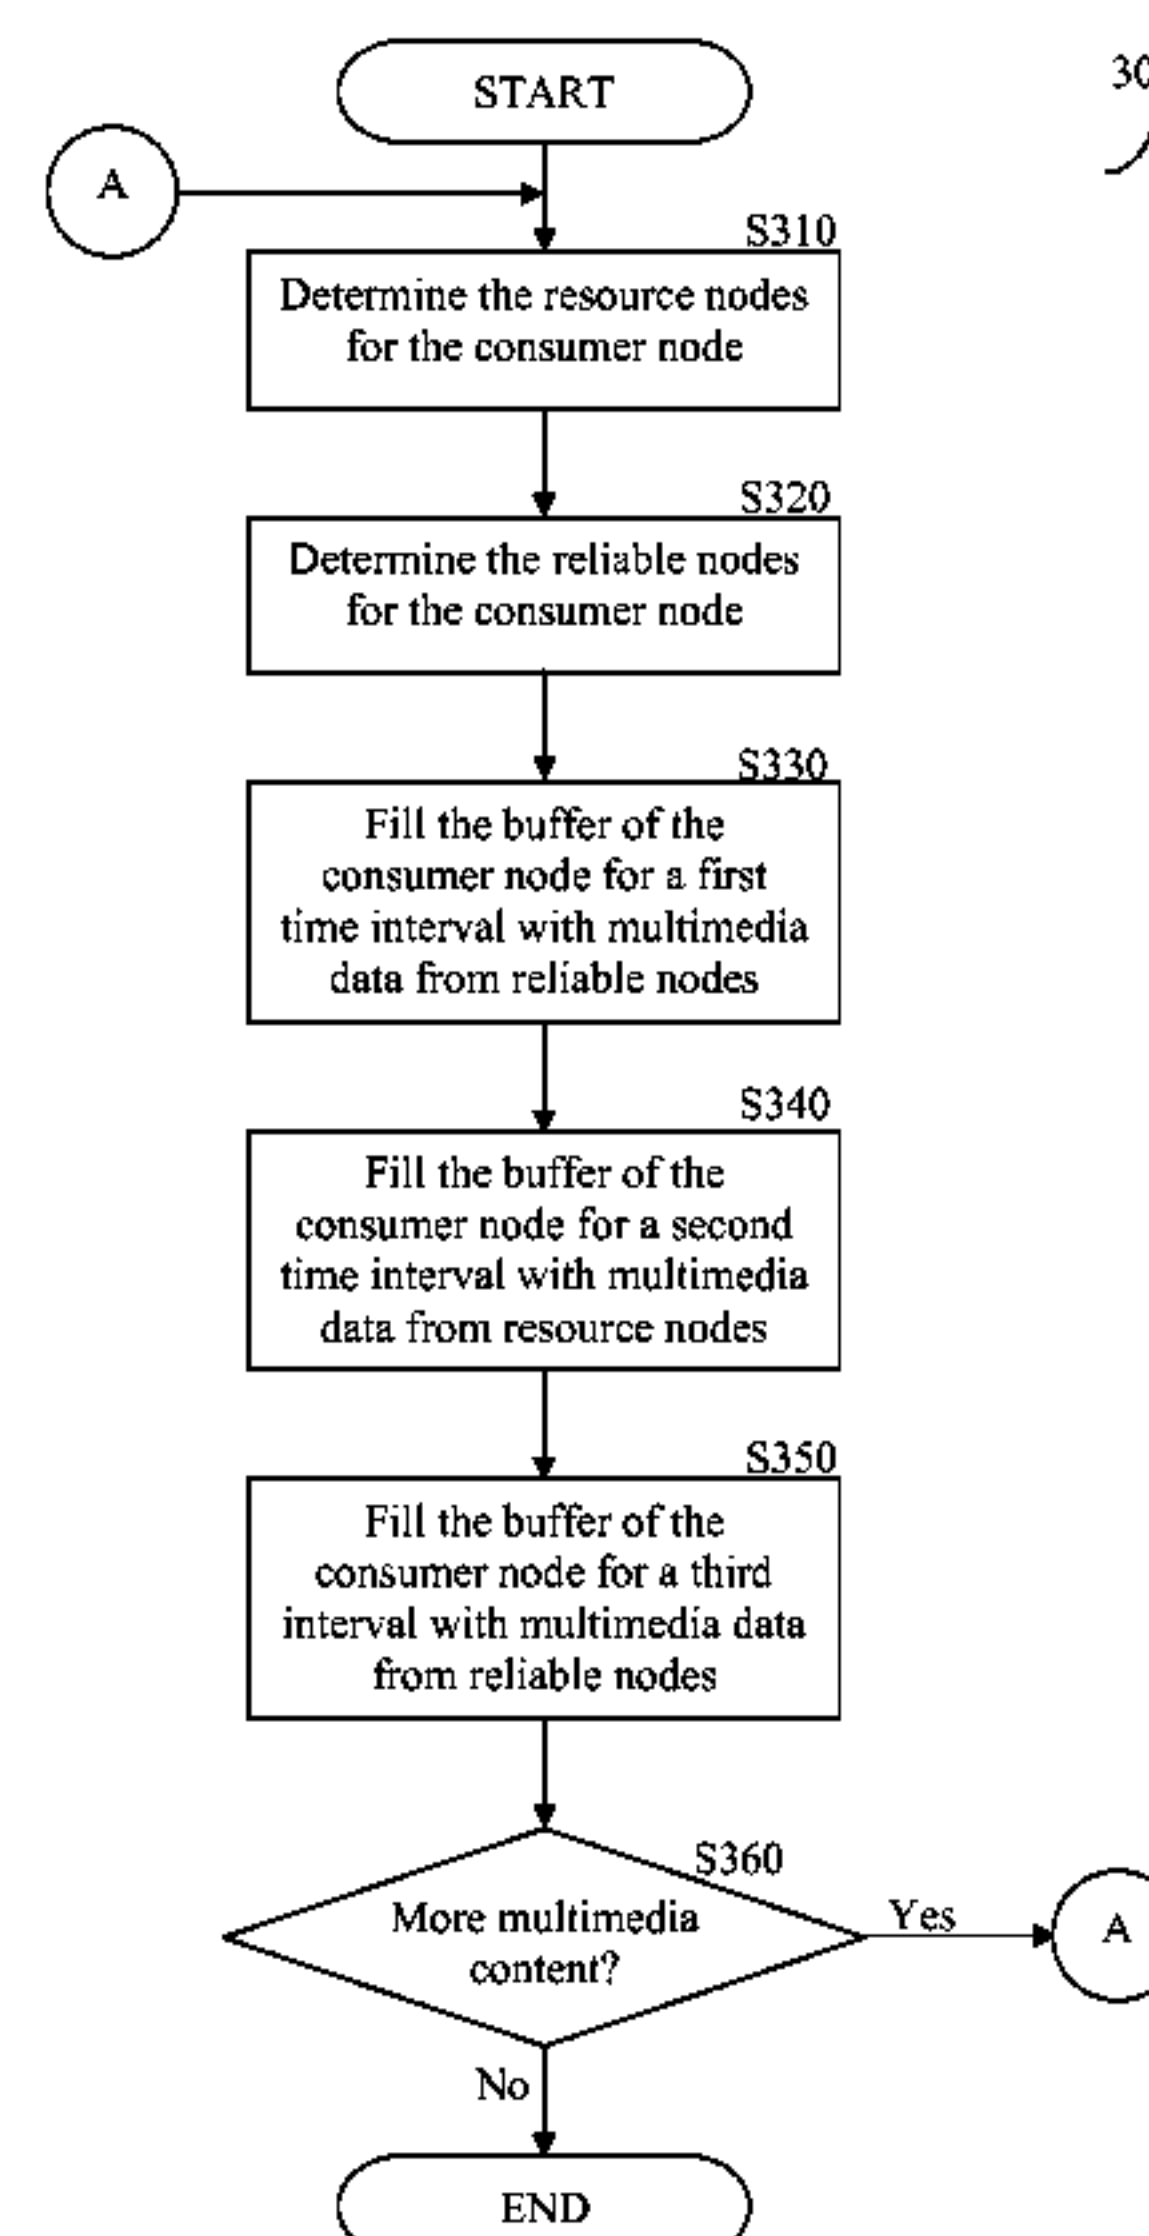 START
30
A
S310
Determine the resource nodes
for the consumer node
S320
Determine the reliable nodes
for the consumer node
S330
Fill the buffer of the
consumer node for a first
time interval with multimedia
data from reliable nodes
S340
Fill the buffer of the
consumer node for a second
time interval with multimedia
data from resource nodes
S350
Fill the buffer of the
consumer node for a third
interval with multimedia data
from reliable nodes
S360
More multimedia
content?
Yes
A
No
END